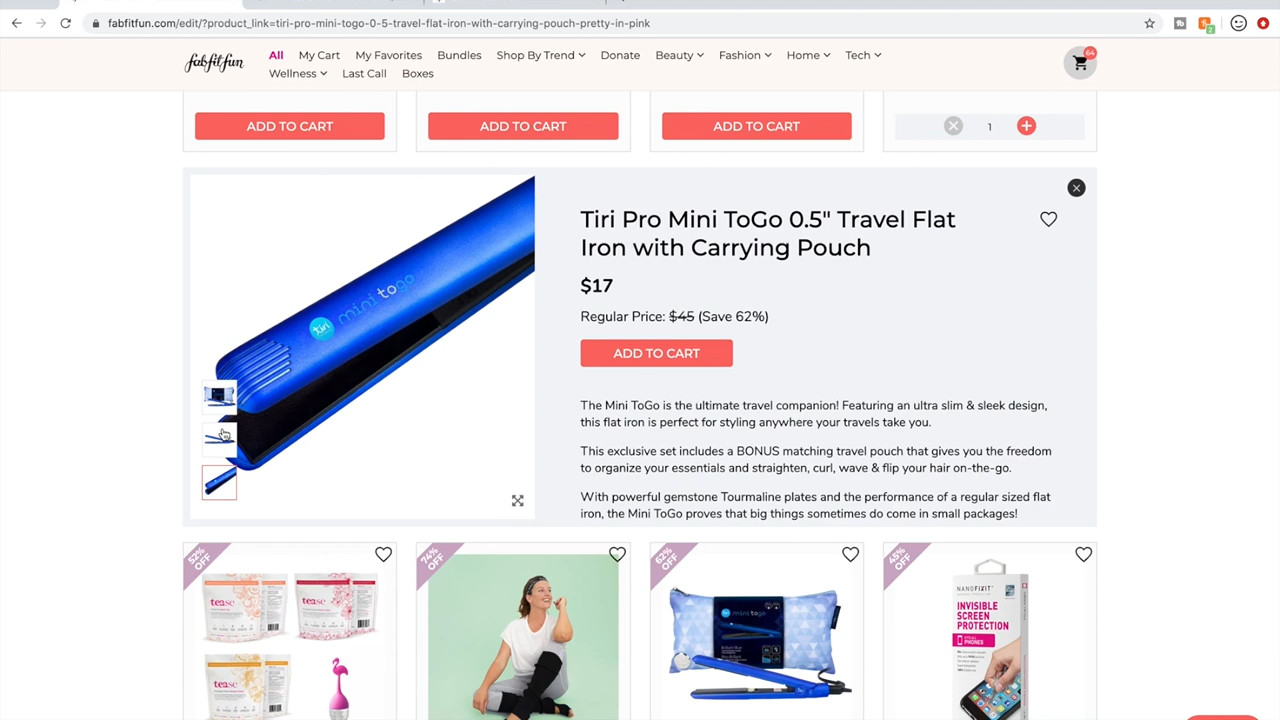 fabfitfun.com/edit/?product_link=tiri-pro-mini-togo-0-5-travel-flat-iron-with-carrying-pouch-pretty-in-pink
2
fabfitfun
All My Cart My Favorites Bundles Shop By Trend Donate Beauty Fashion Home Tech
64
Wellness Last Call Boxes
ADD TO CART ADD TO CART ADD TO CART 1
Tiri Pro Mini ToGo 0.5" Travel Flat
Iron with Carrying Pouch
$17
Regular Price: $45 (Save 62%)
ADD TO CART
tiri mini togo
The Mini ToGo is the ultimate travel companion! Featuring an ultra slim & sleek design,
this flat iron is perfect for styling anywhere your travels take you.
This exclusive set includes a BONUS matching travel pouch that gives you the freedom
to organize your essentials and straighten, curl, wave & flip your hair on-the-go.
With powerful gemstone Tourmaline plates and the performance of a regular sized flat
iron, the Mini ToGo proves that big things sometimes do come in small packages!
52% OFF
74% OFF
62% OFF
45% OFF
tease tease
tease
mini togo
NANOFIXIT
INVISIBLE
SCREEN
PROTECTION
PHONES